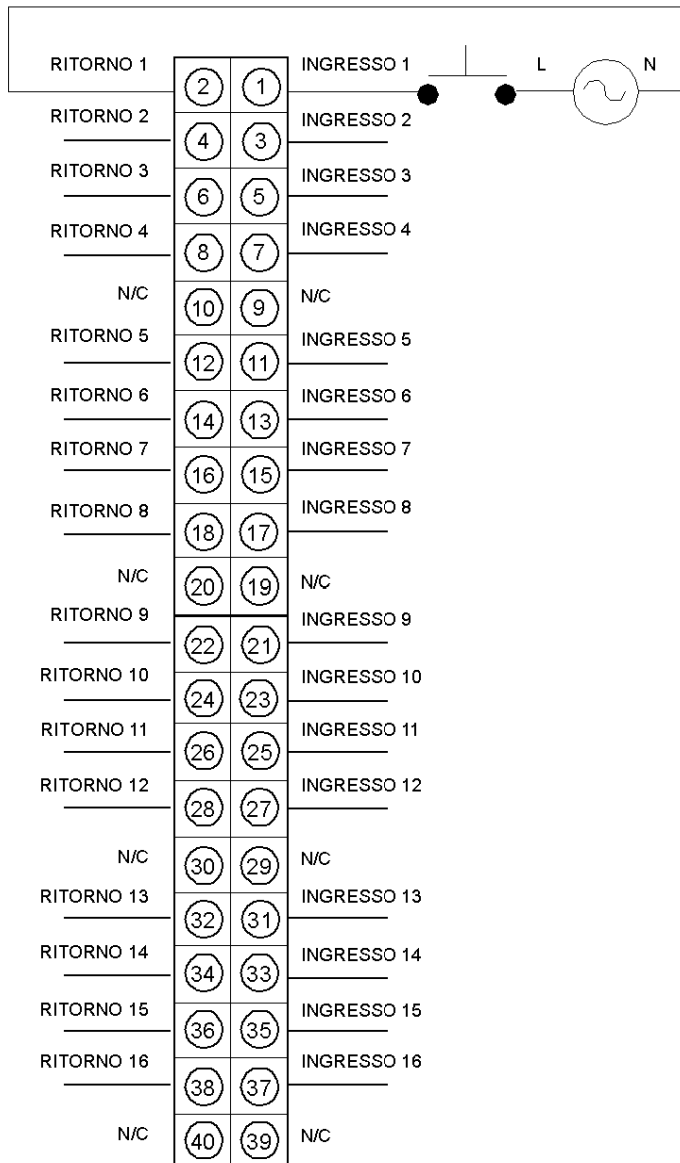 RITORNO 1 2 1 INGRESSO 1 L N
RITORNO 2 4 3 INGRESSO 2
RITORNO 3 6 5 INGRESSO 3
RITORNO 4 8 7 INGRESSO 4
N/C 10 9 N/C
RITORNO 5 12 11 INGRESSO 5
RITORNO 6 14 13 INGRESSO 6
RITORNO 7 16 15 INGRESSO 7
RITORNO 8 18 17 INGRESSO 8
N/C 20 19 N/C
RITORNO 9 22 21 INGRESSO 9
RITORNO 10 24 23 INGRESSO 10
RITORNO 11 26 25 INGRESSO 11
RITORNO 12 28 27 INGRESSO 12
N/C 30 29 N/C
RITORNO 13 32 31 INGRESSO 13
RITORNO 14 34 33 INGRESSO 14
RITORNO 15 36 35 INGRESSO 15
RITORNO 16 38 37 INGRESSO 16
N/C 40 39 N/C